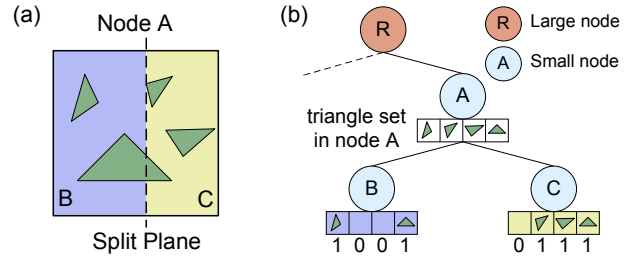 (a)
Node A
B
C
Split Plane
(b)
R
R Large node
A Small node
A
triangle set
in node A
B
C
1 0 0 1
0 1 1 1